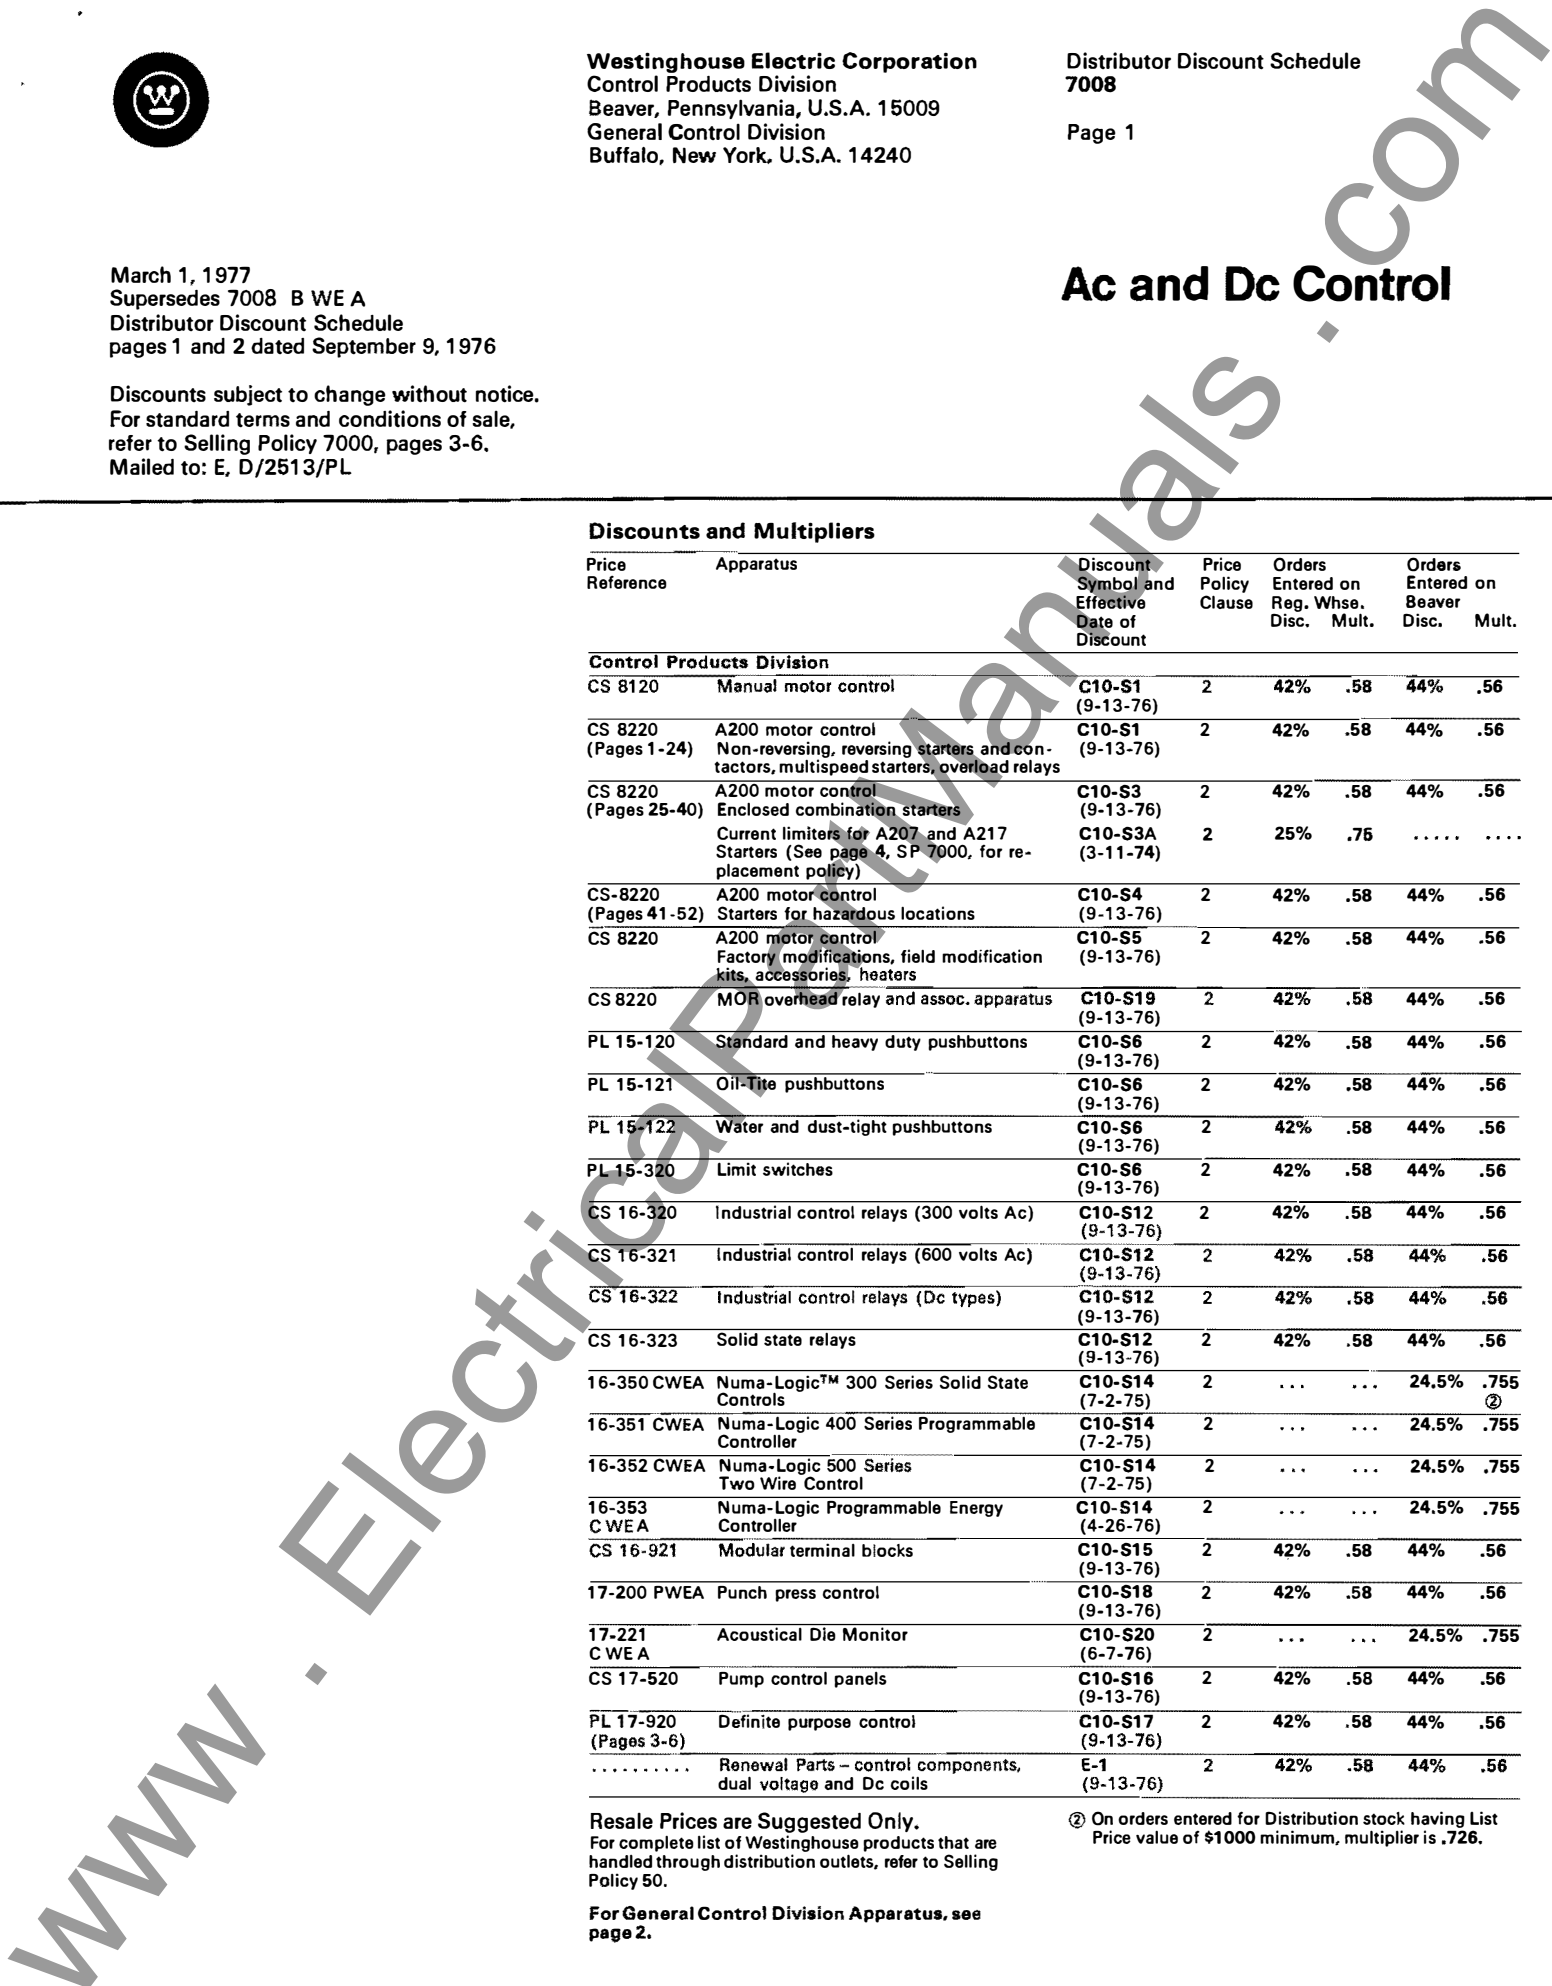 Westinghouse Electric Corporation
Control Products Division
Beaver, Pennsylvania, U.S.A. 15009
General Control Division
Buffalo, New York, U.S.A. 14240
Distributor Discount Schedule
7008
Page 1
March 1, 1977
Supersedes 7008 B WE A
Distributor Discount Schedule
pages 1 and 2 dated September 9, 1976
Discounts subject to change without notice.
For standard terms and conditions of sale,
refer to Selling Policy 7000, pages 3-6.
Mailed to: E, D/2513/PL
Ac and Dc Control
Discounts and Multipliers
Price Apparatus Discount Price Orders Orders
Reference Symbol and Policy Entered on Entered on
Effective Clause Reg. Whse. Beaver
Date of Disc. Mult. Disc. Mult.
Discount
Control Products Division
CS 8120 Manual motor control C10-S1 2 42% .58 44% .56
(9-13-76)
CS 8220 A200 motor control C10-S1 2 42% .58 44% .56
(Pages 1-24) Non-reversing, reversing starters and con- (9-13-76)
tactors, multispeed starters, overload relays
CS 8220 A200 motor control C10-S3 2 42% .58 44% .56
(Pages 25-40) Enclosed combination starters (9-13-76)
Current limiters for A207 and A217 C10-S3A 2 25% .75 ..... ....
Starters (See page 4, SP 7000, for re- (3-11-74)
placement policy)
CS-8220 A200 motor control C10-S4 2 42% .58 44% .56
(Pages 41-52) Starters for hazardous locations (9-13-76)
CS 8220 A200 motor control C10-S5 2 42% .58 44% .56
Factory modifications, field modification (9-13-76)
kits, accessories, heaters
CS 8220 MOR overhead relay and assoc. apparatus C10-S19 2 42% .58 44% .56
(9-13-76)
PL 15-120 Standard and heavy duty pushbuttons C10-S6 2 42% .58 44% .56
(9-13-76)
PL 15-121 Oil-Tite pushbuttons C10-S6 2 42% .58 44% .56
(9-13-76)
PL 15-122 Water and dust-tight pushbuttons C10-S6 2 42% .58 44% .56
(9-13-76)
PL 15-320 Limit switches C10-S6 2 42% .58 44% .56
(9-13-76)
CS 16-320 Industrial control relays (300 volts Ac) C10-S12 2 42% .58 44% .56
(9-13-76)
CS 16-321 Industrial control relays (600 volts Ac) C10-S12 2 42% .58 44% .56
(9-13-76)
CS 16-322 Industrial control relays (Dc types) C10-S12 2 42% .58 44% .56
(9-13-76)
CS 16-323 Solid state relays C10-S12 2 42% .58 44% .56
(9-13-76)
16-350 CWEA Numa-Logic™ 300 Series Solid State C10-S14 2 ... ... 24.5% .755
Controls (7-2-75) ②
16-351 CWEA Numa-Logic 400 Series Programmable C10-S14 2 ... ... 24.5% .755
Controller (7-2-75)
16-352 CWEA Numa-Logic 500 Series C10-S14 2 ... ... 24.5% .755
Two Wire Control (7-2-75)
16-353 Numa-Logic Programmable Energy C10-S14 2 ... ... 24.5% .755
C WE A Controller (4-26-76)
CS 16-921 Modular terminal blocks C10-S15 2 42% .58 44% .56
(9-13-76)
17-200 PWEA Punch press control C10-S18 2 42% .58 44% .56
(9-13-76)
17-221 Acoustical Die Monitor C10-S20 2 ... ... 24.5% .755
C WE A (6-7-76)
CS 17-520 Pump control panels C10-S16 2 42% .58 44% .56
(9-13-76)
PL 17-920 Definite purpose control C10-S17 2 42% .58 44% .56
(Pages 3-6) (9-13-76)
.......... Renewal Parts – control components, E-1 2 42% .58 44% .56
dual voltage and Dc coils (9-13-76)
Resale Prices are Suggested Only.
For complete list of Westinghouse products that are
handled through distribution outlets, refer to Selling
Policy 50.
For General Control Division Apparatus, see
page 2.
② On orders entered for Distribution stock having List
Price value of $1000 minimum, multiplier is .726.
www . ElectricalPartManuals . com